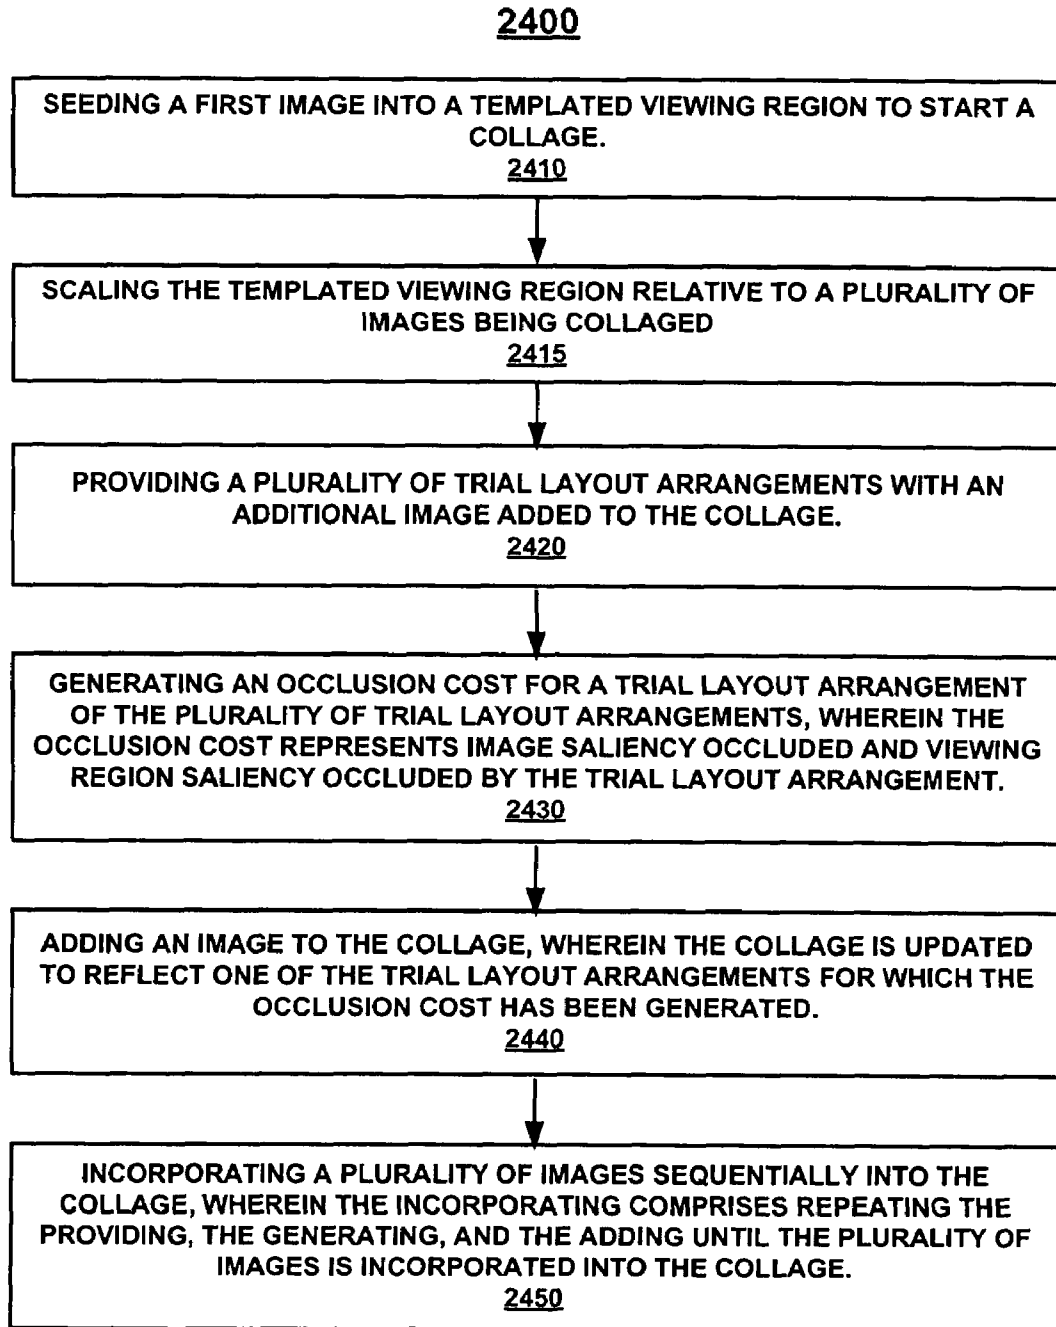 2400
SEEDING A FIRST IMAGE INTO A TEMPLATED VIEWING REGION TO START A
COLLAGE.
2410
SCALING THE TEMPLATED VIEWING REGION RELATIVE TO A PLURALITY OF
IMAGES BEING COLLAGED
2415
PROVIDING A PLURALITY OF TRIAL LAYOUT ARRANGEMENTS WITH AN
ADDITIONAL IMAGE ADDED TO THE COLLAGE.
2420
GENERATING AN OCCLUSION COST FOR A TRIAL LAYOUT ARRANGEMENT
OF THE PLURALITY OF TRIAL LAYOUT ARRANGEMENTS, WHEREIN THE
OCCLUSION COST REPRESENTS IMAGE SALIENCY OCCLUDED AND VIEWING
REGION SALIENCY OCCLUDED BY THE TRIAL LAYOUT ARRANGEMENT.
2430
ADDING AN IMAGE TO THE COLLAGE, WHEREIN THE COLLAGE IS UPDATED
TO REFLECT ONE OF THE TRIAL LAYOUT ARRANGEMENTS FOR WHICH THE
OCCLUSION COST HAS BEEN GENERATED.
2440
INCORPORATING A PLURALITY OF IMAGES SEQUENTIALLY INTO THE
COLLAGE, WHEREIN THE INCORPORATING COMPRISES REPEATING THE
PROVIDING, THE GENERATING, AND THE ADDING UNTIL THE PLURALITY OF
IMAGES IS INCORPORATED INTO THE COLLAGE.
2450